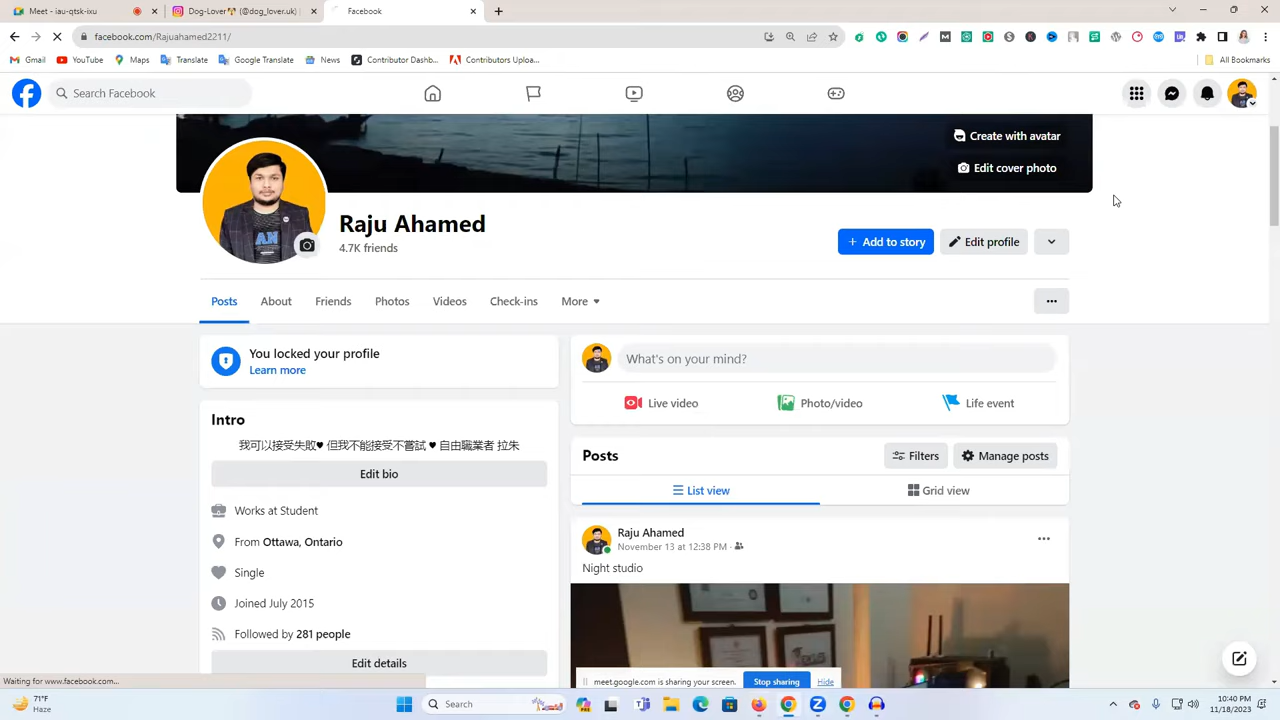 Meet - iau-qtsk-ixu
Dog-Lover (@dog_lover.uk)
Facebook
facebook.com/Rajuahamed2211/
Gmail YouTube Maps Translate Google Translate News Contributor Dashb... Contributors Uploa... All Bookmarks
Search Facebook
Create with avatar
Edit cover photo
Raju Ahamed
4.7K friends
Add to story Edit profile
Posts About Friends Photos Videos Check-ins More
You locked your profile
Learn more
What's on your mind?
Live video Photo/video Life event
Intro
我可以接受失敗♥ 但我不能接受不嘗試 ♥ 自由職業者 拉朱
Edit bio
Works at Student
From Ottawa, Ontario
Single
Joined July 2015
Followed by 281 people
Edit details
Posts
Filters Manage posts
List view Grid view
Raju Ahamed
November 13 at 12:38 PM ·
Night studio
Waiting for www.facebook.com...
meet.google.com is sharing your screen. Stop sharing Hide
71°F
Haze
Search
10:40 PM
11/18/2023